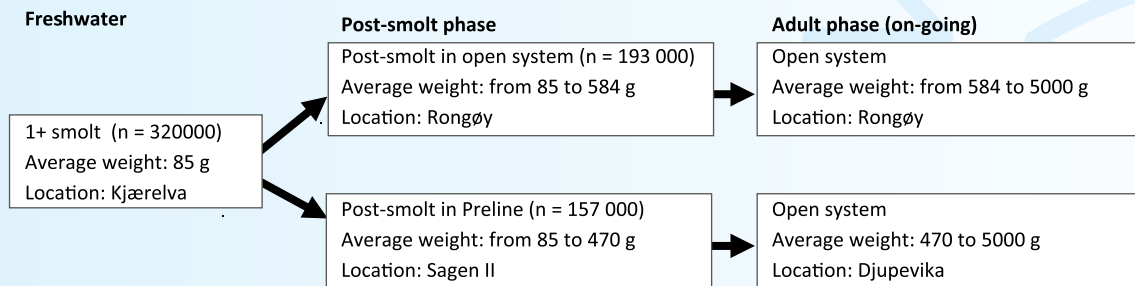 Freshwater
Post-smolt phase
Adult phase (on-going)
1+ smolt (n = 320000)
Average weight: 85 g
Location: Kjærelva
Post-smolt in open system (n = 193 000)
Average weight: from 85 to 584 g
Location: Rongøy
Open system
Average weight: from 584 to 5000 g
Location: Rongøy
Post-smolt in Preline (n = 157 000)
Average weight: from 85 to 470 g
Location: Sagen II
Open system
Average weight: 470 to 5000 g
Location: Djupevika